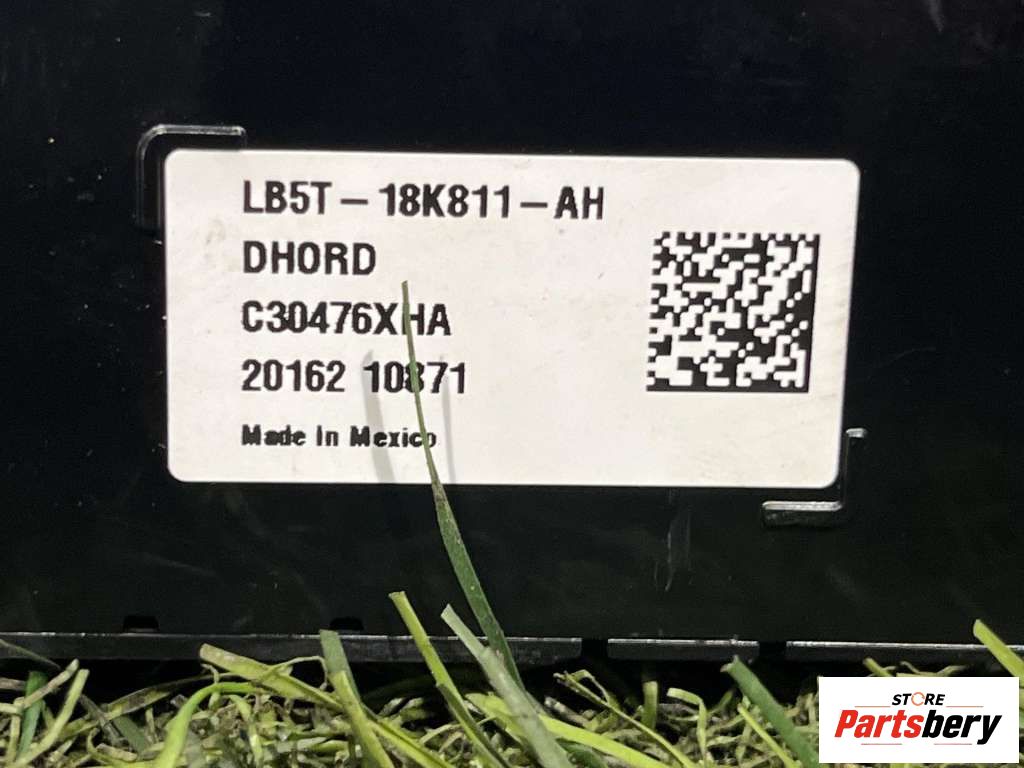 LB5T-18K811-AH
DHORD
C30476XHA
20162 10871
Made In Mexico
STORE
Partsbery